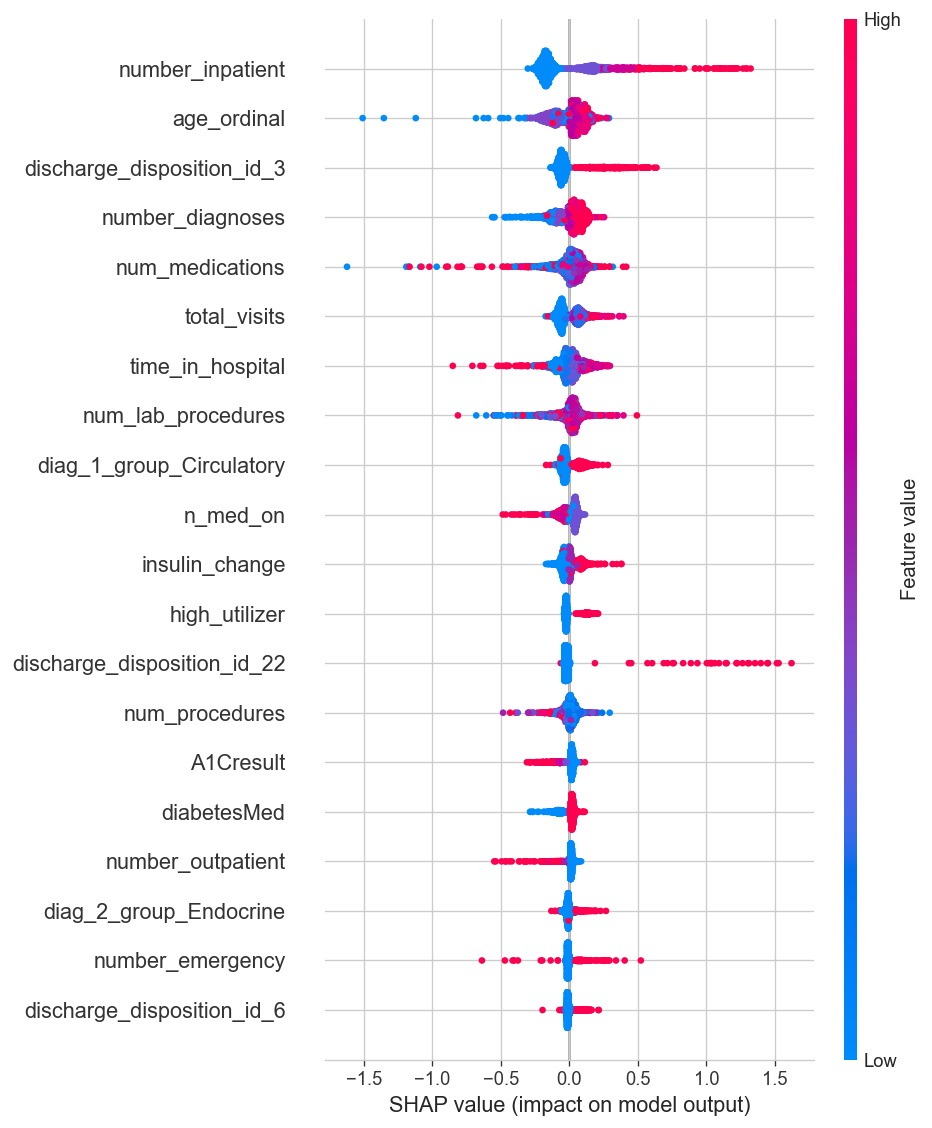 High
number_inpatient
age_ordinal
discharge_disposition_id_3
number_diagnoses
num_medications
total_visits
time_in_hospital
num_lab_procedures
diag_1_group_Circulatory
n_med_on
insulin_change
high_utilizer
discharge_disposition_id_22
num_procedures
A1Cresult
diabetesMed
number_outpatient
diag_2_group_Endocrine
number_emergency
discharge_disposition_id_6
Feature value
Low
−1.5 −1.0 −0.5 0.0 0.5 1.0 1.5
SHAP value (impact on model output)